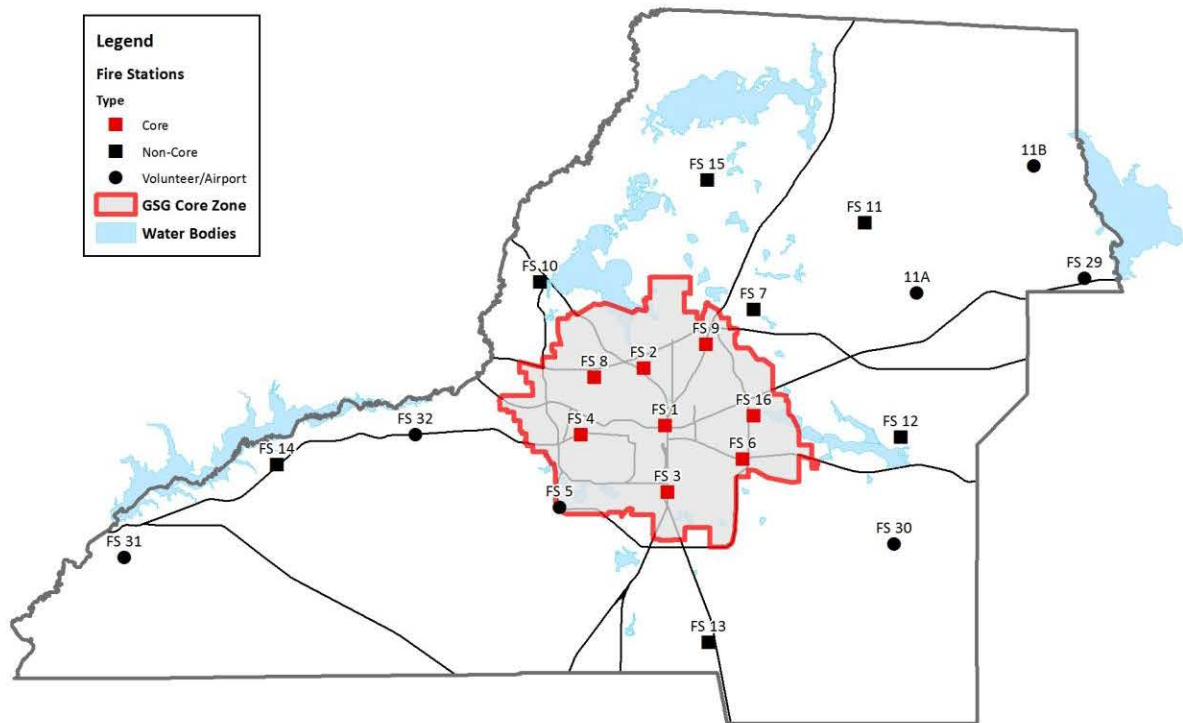 Legend
Fire Stations
Type
Core
Non-Core
Volunteer/Airport
GSG Core Zone
Water Bodies
11B
FS 15
FS 11
FS 10
FS 29
11A
FS 7
FS 9
FS 2
FS 8
FS 16
FS 1
FS 4
FS 32
FS 12
FS 14
FS 6
FS 3
FS 5
FS 30
FS 31
FS 13